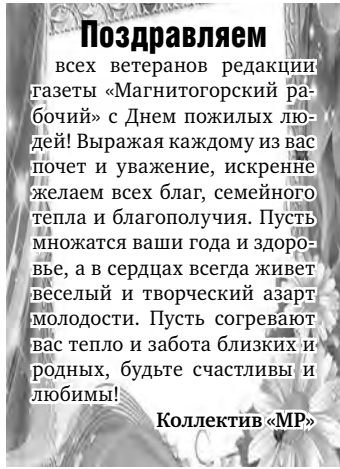 Поздравляем
всех ветеранов редакции
газеты «Магнитогорский ра-
бочий» с Днем пожилых лю-
дей! Выражая каждому из вас
почет и уважение, искренне
желаем всех благ, семейного
тепла и благополучия. Пусть
множатся ваши года и здоро-
вье, а в сердцах всегда живет
веселый и творческий азарт
молодости. Пусть согревают
вас тепло и забота близких и
родных, будьте счастливы и
любимы!
Коллектив «МР»